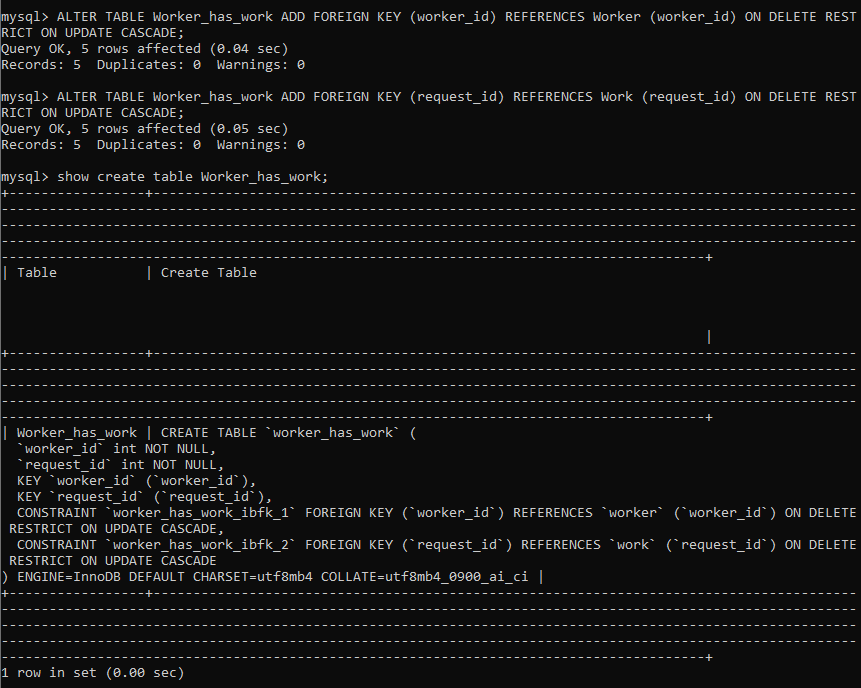 mysql> ALTER TABLE Worker_has_work ADD FOREIGN KEY (worker_id) REFERENCES Worker (worker_id) ON DELETE REST
RICT ON UPDATE CASCADE;
Query OK, 5 rows affected (0.04 sec)
Records: 5  Duplicates: 0  Warnings: 0

mysql> ALTER TABLE Worker_has_work ADD FOREIGN KEY (request_id) REFERENCES Work (request_id) ON DELETE REST
RICT ON UPDATE CASCADE;
Query OK, 5 rows affected (0.05 sec)
Records: 5  Duplicates: 0  Warnings: 0

mysql> show create table Worker_has_work;
+-----------------+----------------------------------------------------------------------------------------
-----------------------------------------------------------------------------------------------------------
-----------------------------------------------------------------------------------------------------------
-----------------------------------------------------------------------------------------------------------
----------------------------------------------------------------------------------------+
| Table           | Create Table
                                                                                        |
+-----------------+----------------------------------------------------------------------------------------
-----------------------------------------------------------------------------------------------------------
-----------------------------------------------------------------------------------------------------------
-----------------------------------------------------------------------------------------------------------
----------------------------------------------------------------------------------------+
| Worker_has_work | CREATE TABLE `worker_has_work` (
  `worker_id` int NOT NULL,
  `request_id` int NOT NULL,
  KEY `worker_id` (`worker_id`),
  KEY `request_id` (`request_id`),
  CONSTRAINT `worker_has_work_ibfk_1` FOREIGN KEY (`worker_id`) REFERENCES `worker` (`worker_id`) ON DELETE
 RESTRICT ON UPDATE CASCADE,
  CONSTRAINT `worker_has_work_ibfk_2` FOREIGN KEY (`request_id`) REFERENCES `work` (`request_id`) ON DELETE
 RESTRICT ON UPDATE CASCADE
) ENGINE=InnoDB DEFAULT CHARSET=utf8mb4 COLLATE=utf8mb4_0900_ai_ci |
+-----------------+----------------------------------------------------------------------------------------
-----------------------------------------------------------------------------------------------------------
-----------------------------------------------------------------------------------------------------------
-----------------------------------------------------------------------------------------------------------
----------------------------------------------------------------------------------------+
1 row in set (0.00 sec)